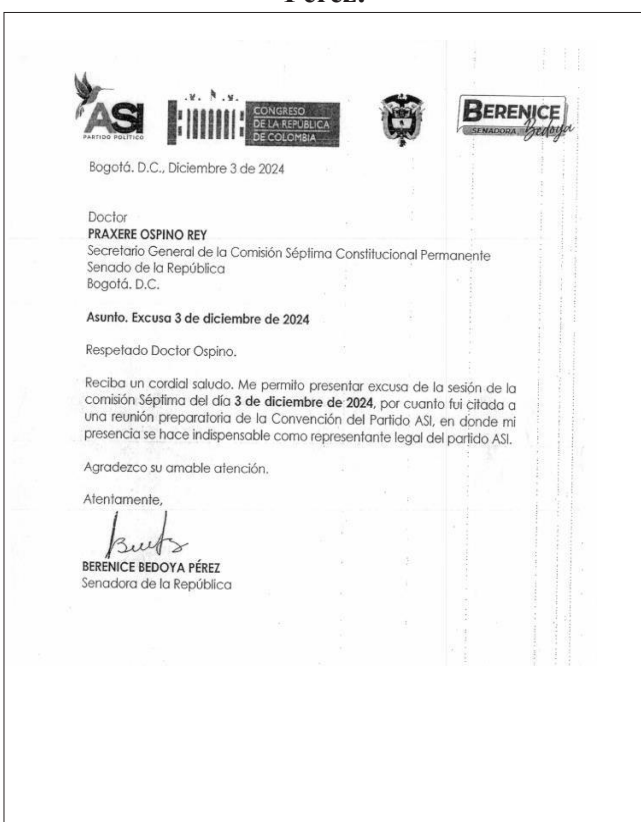 Pérez.
ASI
PARTIDO POLÍTICO
CONGRESO
DE LA REPÚBLICA
DE COLOMBIA
BERENICE
SENADORA Bedoya
Bogotá. D.C., Diciembre 3 de 2024
Doctor
PRAXERE OSPINO REY
Secretario General de la Comisión Séptima Constitucional Permanente
Senado de la República
Bogotá. D.C.
Asunto. Excusa 3 de diciembre de 2024
Respetado Doctor Ospino.
Reciba un cordial saludo. Me permito presentar excusa de la sesión de la
comisión Séptima del día 3 de diciembre de 2024, por cuanto fui citada a
una reunión preparatoria de la Convención del Partido ASI, en donde mi
presencia se hace indispensable como representante legal del partido ASI.
Agradezco su amable atención.
Atentamente,
BERENICE BEDOYA PÉREZ
Senadora de la República